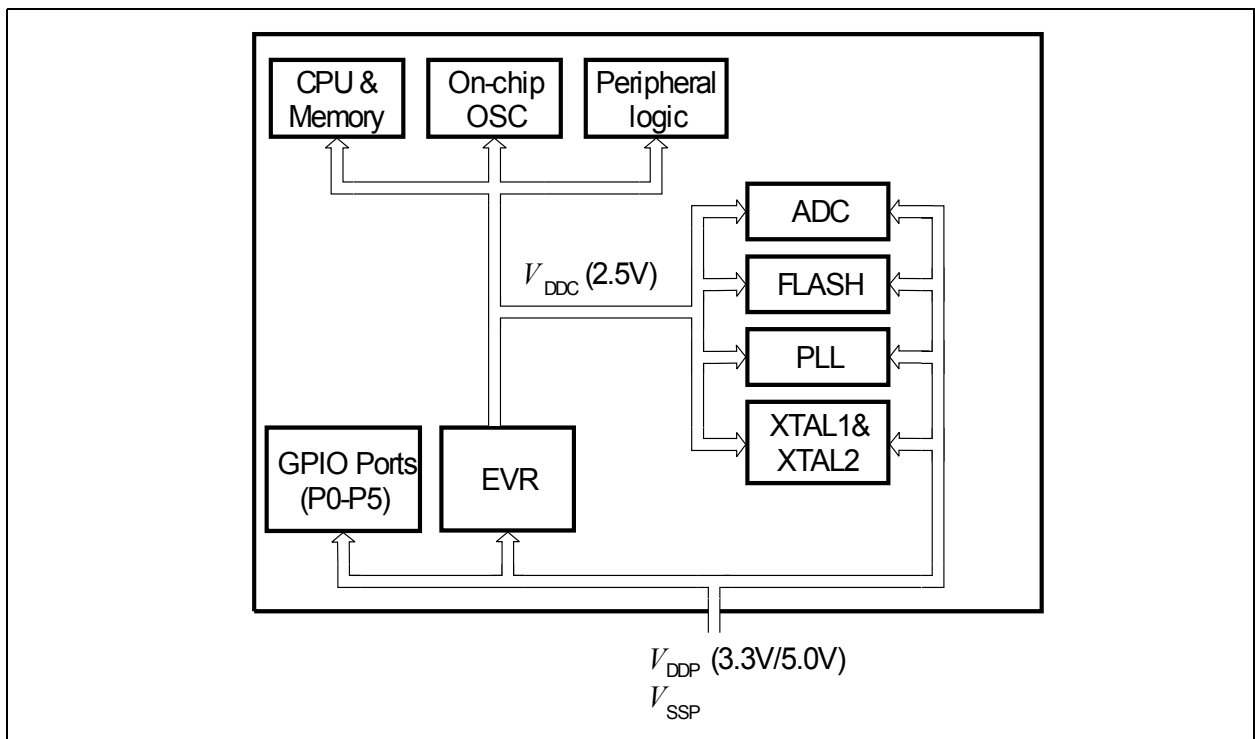 CPU &
Memory
On-chip
OSC
Peripheral
logic
ADC
V DDC (2.5V)
FLASH
PLL
XTAL1&
XTAL2
GPIO Ports
(P0-P5)
EVR
V DDP (3.3V/5.0V)
V SSP